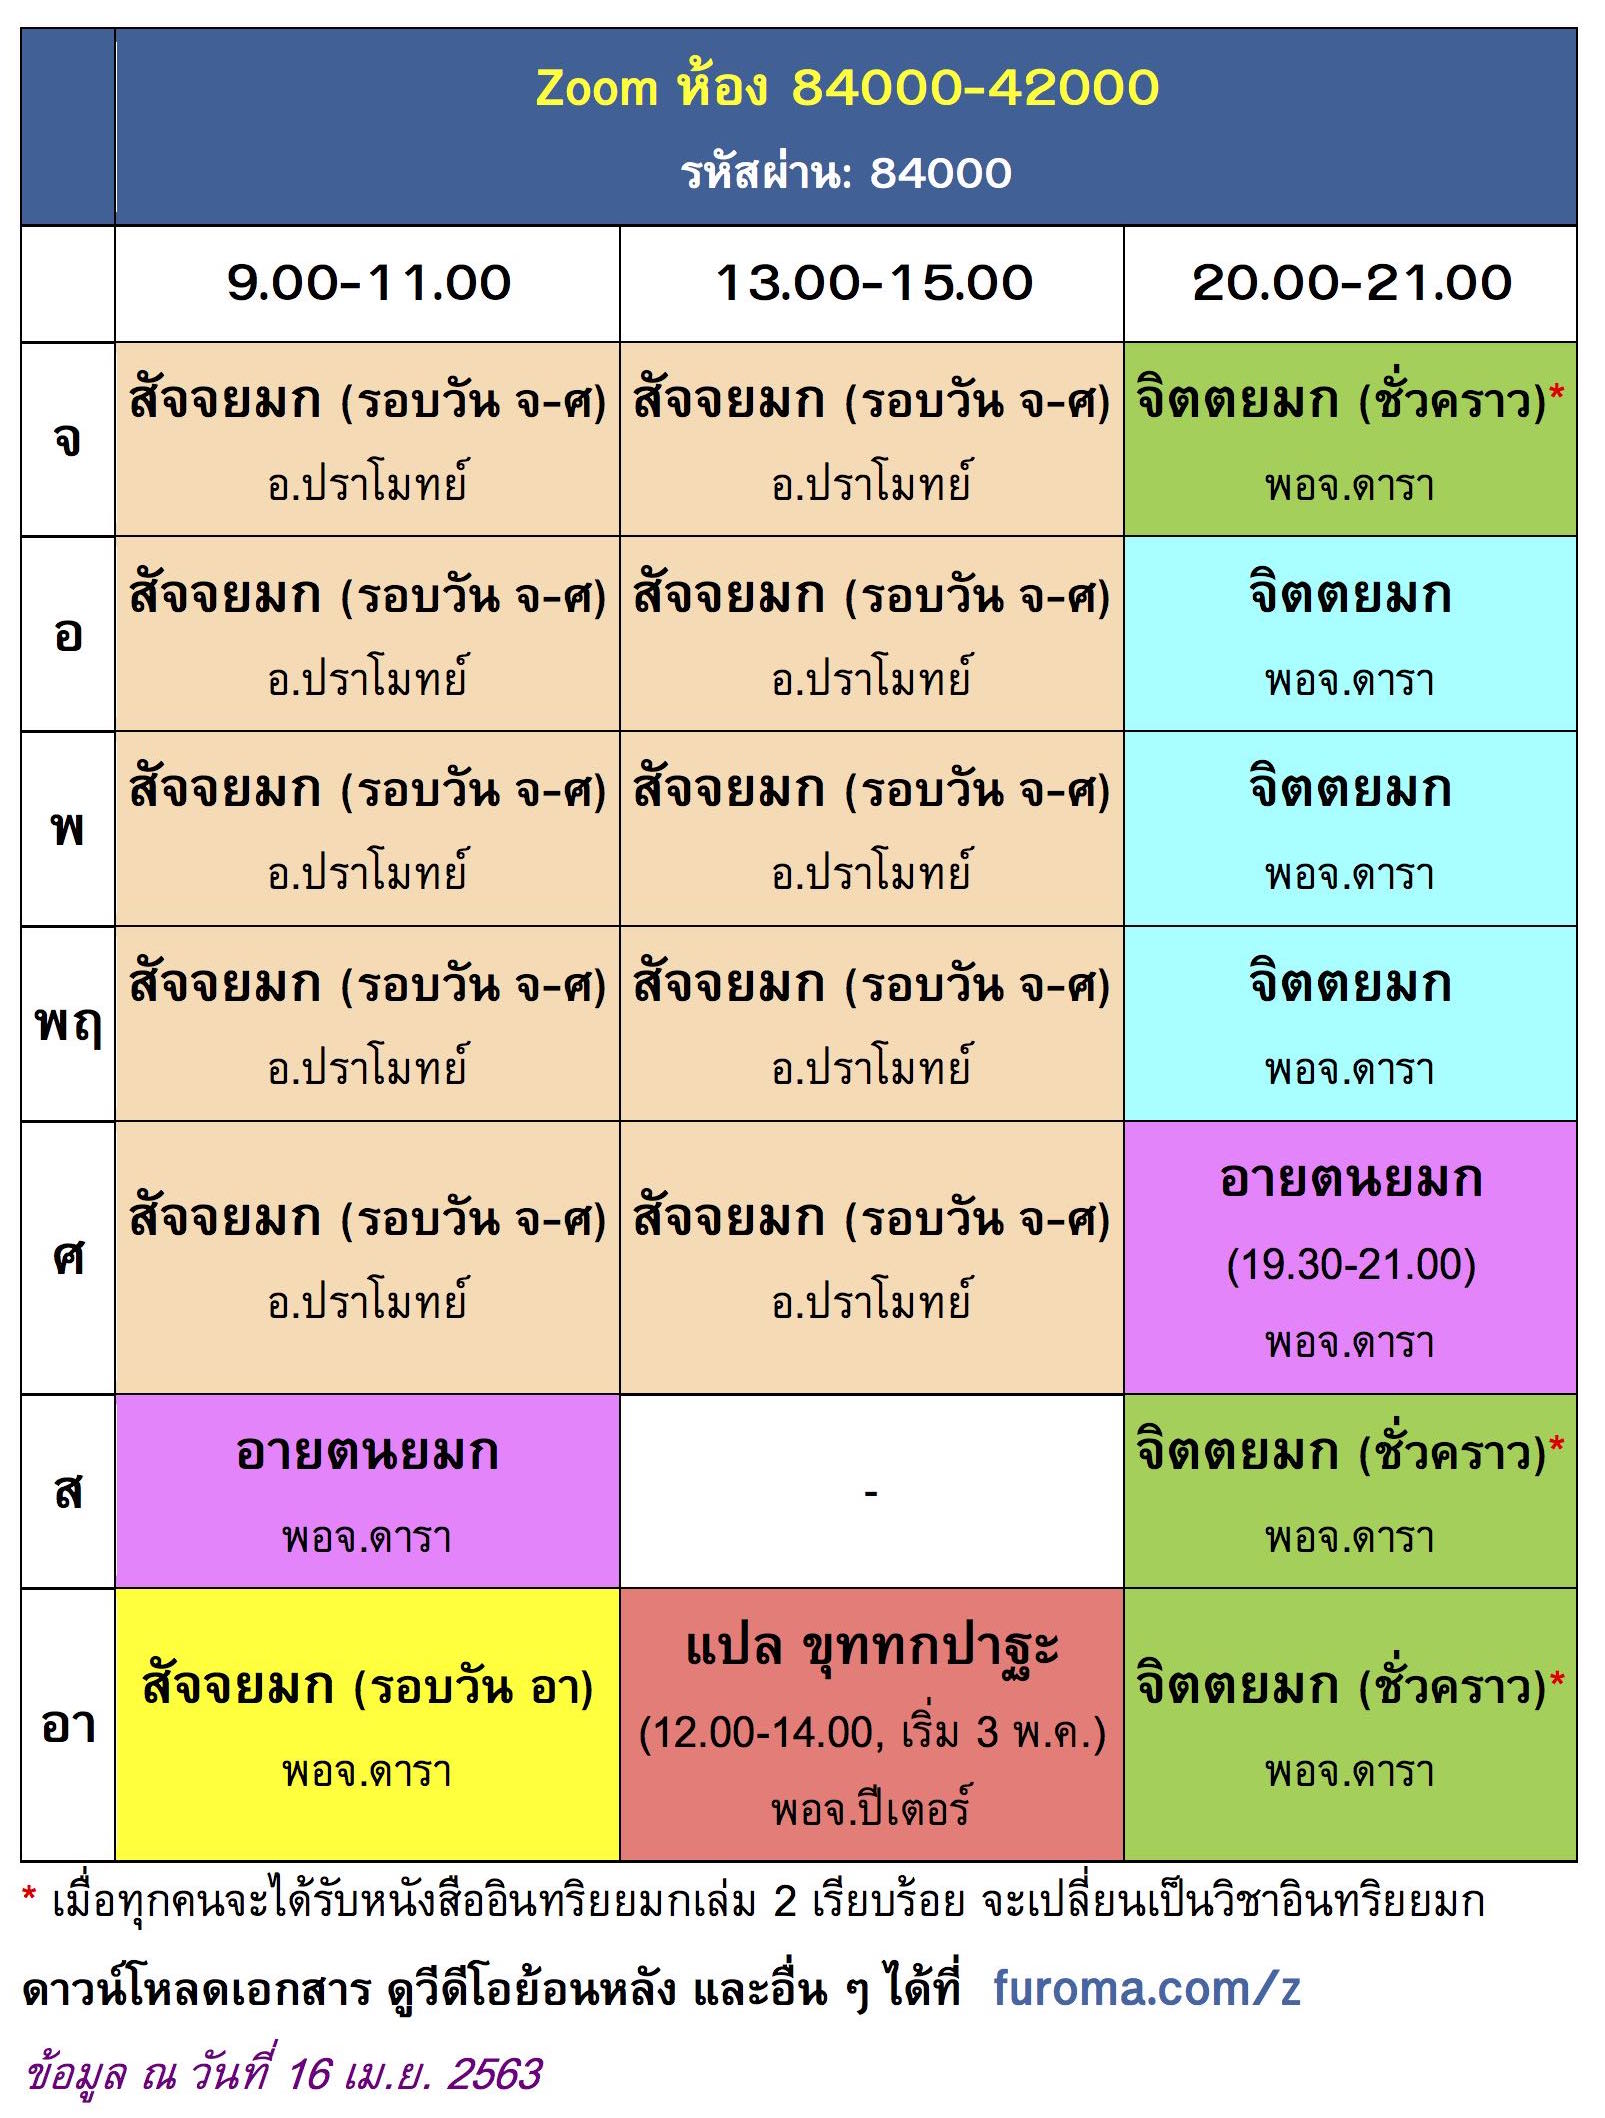 Zoom ห้อง 84000-42000
รหัสผ่าน: 84000
9.00-11.00 13.00-15.00 20.00-21.00
จ
สัจจยมก (รอบวัน จ-ศ) สัจจยมก (รอบวัน จ-ศ) จิตตยมก (ชั่วคราว)*
อ.ปราโมทย์ อ.ปราโมทย์ พอจ.ดารา
อ
สัจจยมก (รอบวัน จ-ศ) สัจจยมก (รอบวัน จ-ศ) จิตตยมก
อ.ปราโมทย์ อ.ปราโมทย์ พอจ.ดารา
พ
สัจจยมก (รอบวัน จ-ศ) สัจจยมก (รอบวัน จ-ศ) จิตตยมก
อ.ปราโมทย์ อ.ปราโมทย์ พอจ.ดารา
พฤ
สัจจยมก (รอบวัน จ-ศ) สัจจยมก (รอบวัน จ-ศ) จิตตยมก
อ.ปราโมทย์ อ.ปราโมทย์ พอจ.ดารา
ศ
สัจจยมก (รอบวัน จ-ศ) สัจจยมก (รอบวัน จ-ศ) อายตนยมก
(19.30-21.00)
อ.ปราโมทย์ อ.ปราโมทย์ พอจ.ดารา
ส
อายตนยมก - จิตตยมก (ชั่วคราว)*
พอจ.ดารา พอจ.ดารา
อา
สัจจยมก (รอบวัน อา) แปล ขุททกปาฐะ จิตตยมก (ชั่วคราว)*
(12.00-14.00, เริ่ม 3 พ.ค.)
พอจ.ดารา พอจ.ปีเตอร์ พอจ.ดารา
* เมื่อทุกคนจะได้รับหนังสืออินทริยยมกเล่ม 2 เรียบร้อย จะเปลี่ยนเป็นวิชาอินทริยยมก
ดาวน์โหลดเอกสาร ดูวีดีโอย้อนหลัง และอื่น ๆ ได้ที่ furoma.com/z
ข้อมูล ณ วันที่ 16 เม.ย. 2563